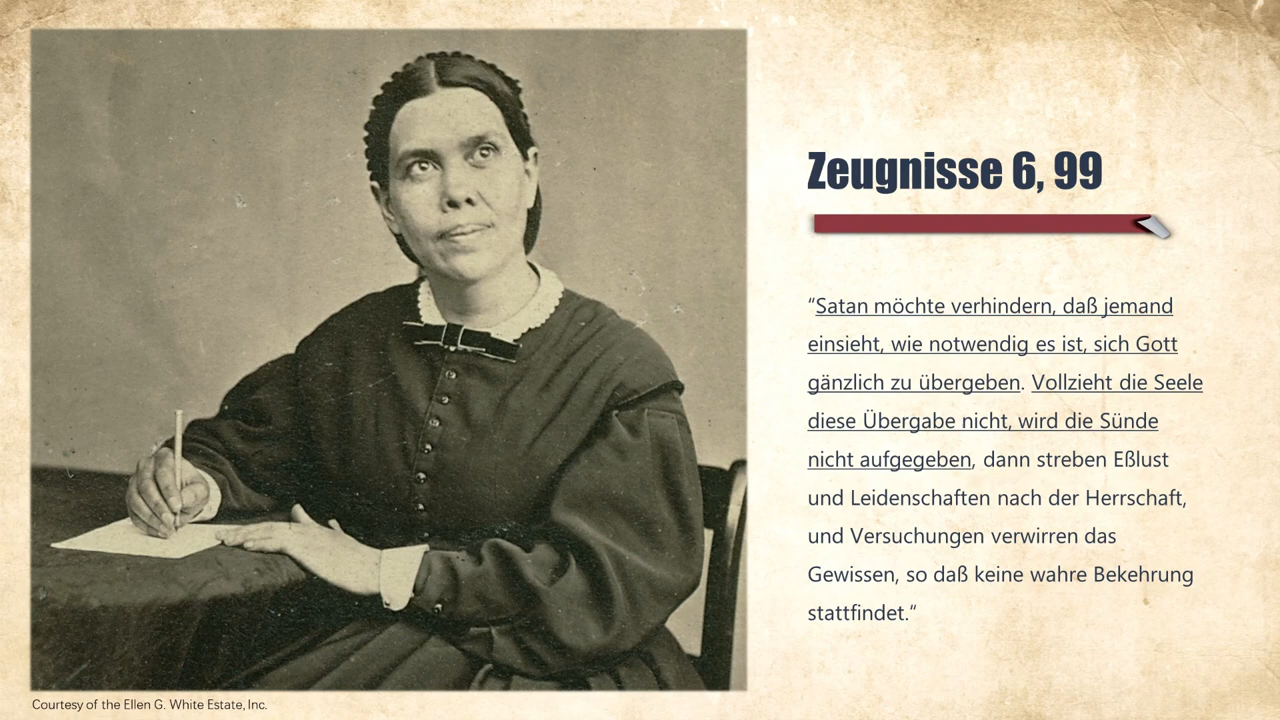 Zeugnisse 6, 99
“Satan möchte verhindern, daß jemand
einsieht, wie notwendig es ist, sich Gott
gänzlich zu übergeben. Vollzieht die Seele
diese Übergabe nicht, wird die Sünde
nicht aufgegeben, dann streben Eßlust
und Leidenschaften nach der Herrschaft,
und Versuchungen verwirren das
Gewissen, so daß keine wahre Bekehrung
stattfindet.“
Courtesy of the Ellen G. White Estate, Inc.